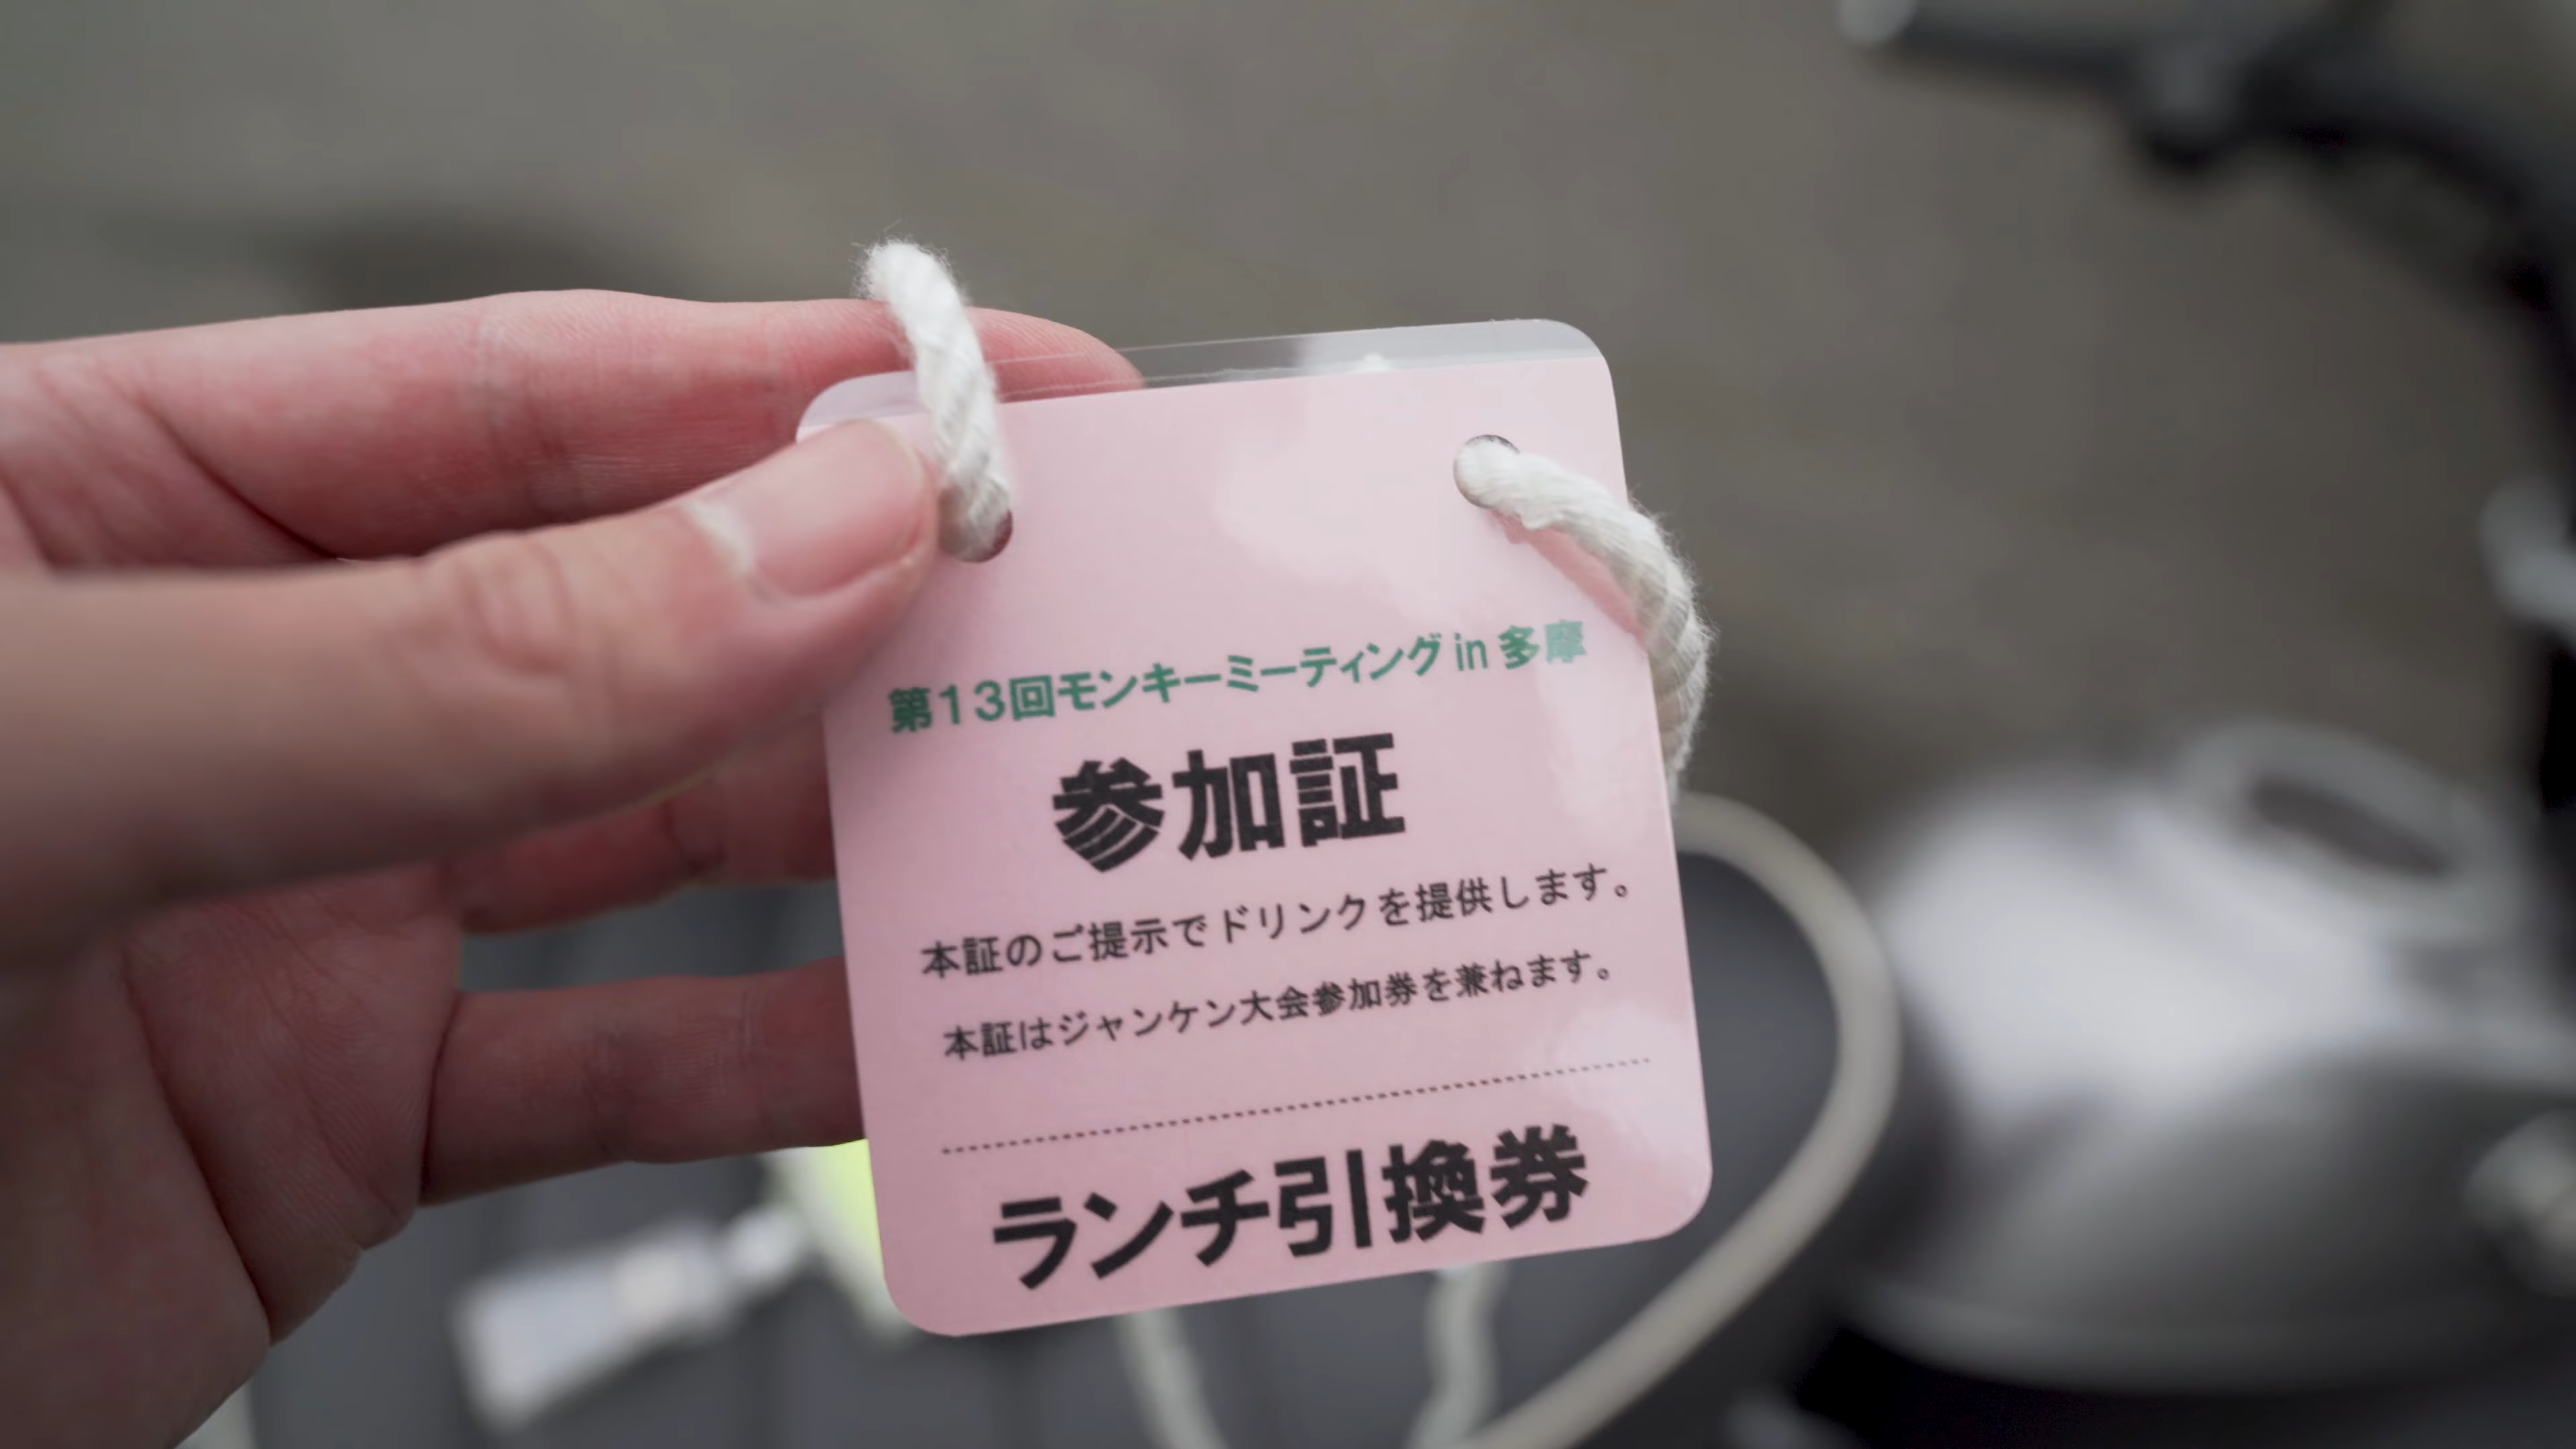 第13回モンキーミーティング in 多摩
参加証
本証のご提示でドリンクを提供します。
本証はジャンケン大会参加券を兼ねます。
ランチ引換券